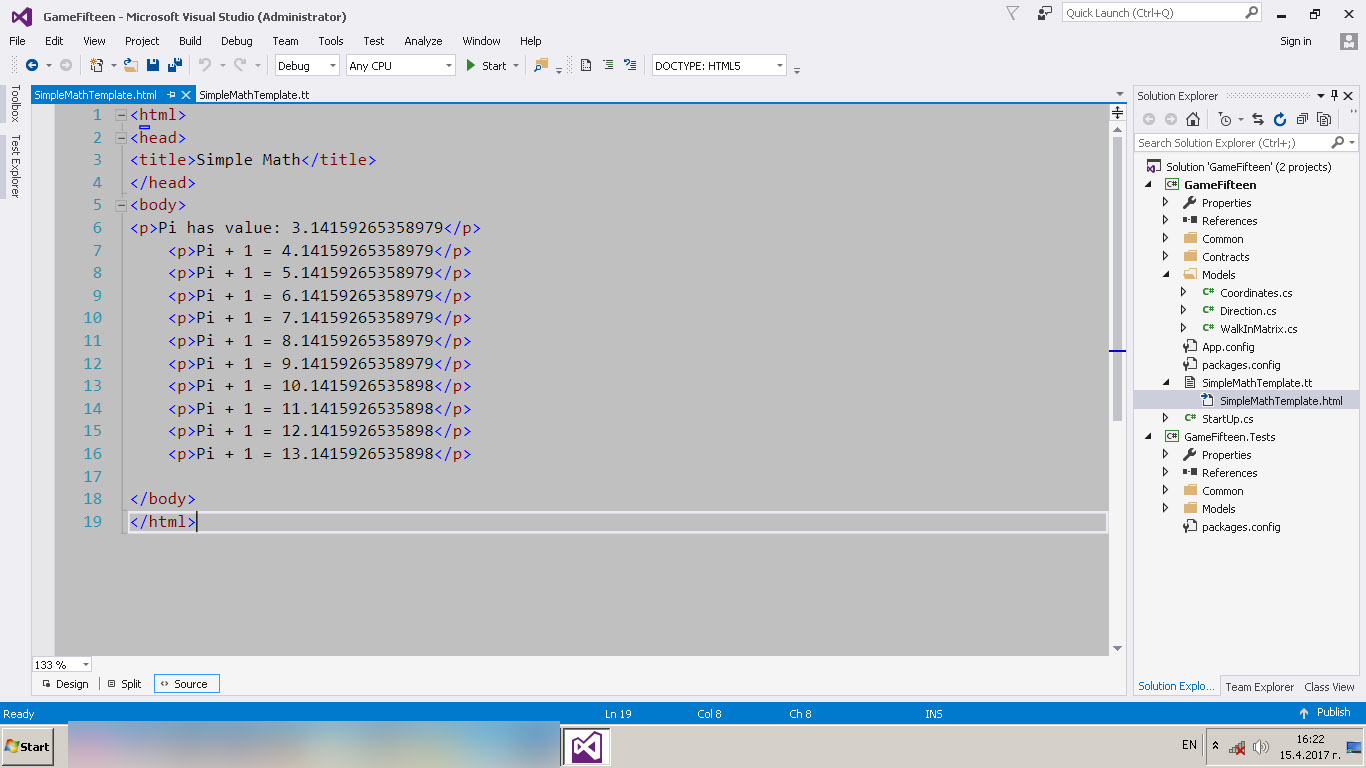 GameFifteen - Microsoft Visual Studio (Administrator)
Quick Launch (Ctrl+Q)
File Edit View Project Build Debug Team Tools Test Analyze Window Help
Sign in
Debug Any CPU Start DOCTYPE: HTML5
Toolbox
Test Explorer
SimpleMathTemplate.html SimpleMathTemplate.tt
1 <html>
2 <head>
3 <title>Simple Math</title>
4 </head>
5 <body>
6 <p>Pi has value: 3.14159265358979</p>
7 <p>Pi + 1 = 4.14159265358979</p>
8 <p>Pi + 1 = 5.14159265358979</p>
9 <p>Pi + 1 = 6.14159265358979</p>
10 <p>Pi + 1 = 7.14159265358979</p>
11 <p>Pi + 1 = 8.14159265358979</p>
12 <p>Pi + 1 = 9.14159265358979</p>
13 <p>Pi + 1 = 10.1415926535898</p>
14 <p>Pi + 1 = 11.1415926535898</p>
15 <p>Pi + 1 = 12.1415926535898</p>
16 <p>Pi + 1 = 13.1415926535898</p>
17
18 </body>
19 </html>
133 %
Design Split Source
Solution Explorer
Search Solution Explorer (Ctrl+;)
Solution 'GameFifteen' (2 projects)
C# GameFifteen
Properties
References
Common
Contracts
Models
C# Coordinates.cs
C# Direction.cs
C# WalkInMatrix.cs
App.config
packages.config
SimpleMathTemplate.tt
SimpleMathTemplate.html
C# StartUp.cs
C# GameFifteen.Tests
Properties
References
Common
Models
packages.config
Solution Explo... Team Explorer Class View
Ready Ln 19 Col 8 Ch 8 INS Publish
Start
EN
16:22
15.4.2017 г.